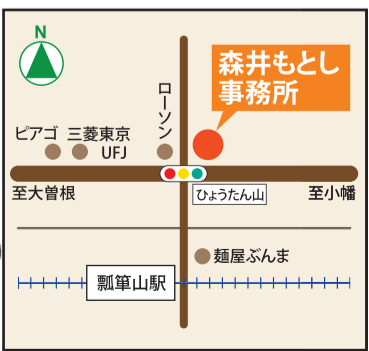 N
森井もとし
事務所
ローソン
ピアゴ
三菱東京
UFJ
至大曽根
ひょうたん山
至小幡
麺屋ぶんま
瓢箪山駅